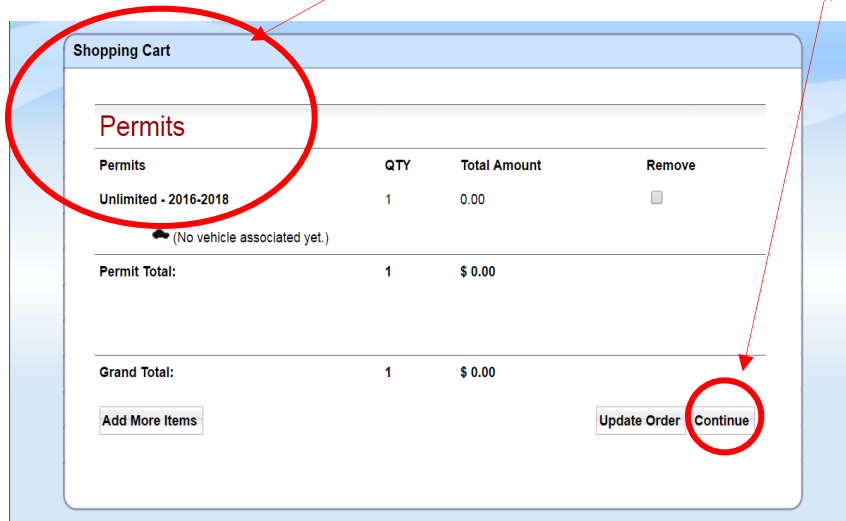 Shopping Cart
Permits
Permits QTY Total Amount Remove
Unlimited - 2016-2018 1 0.00
(No vehicle associated yet.)
Permit Total: 1 $ 0.00
Grand Total: 1 $ 0.00
Add More Items Update Order Continue